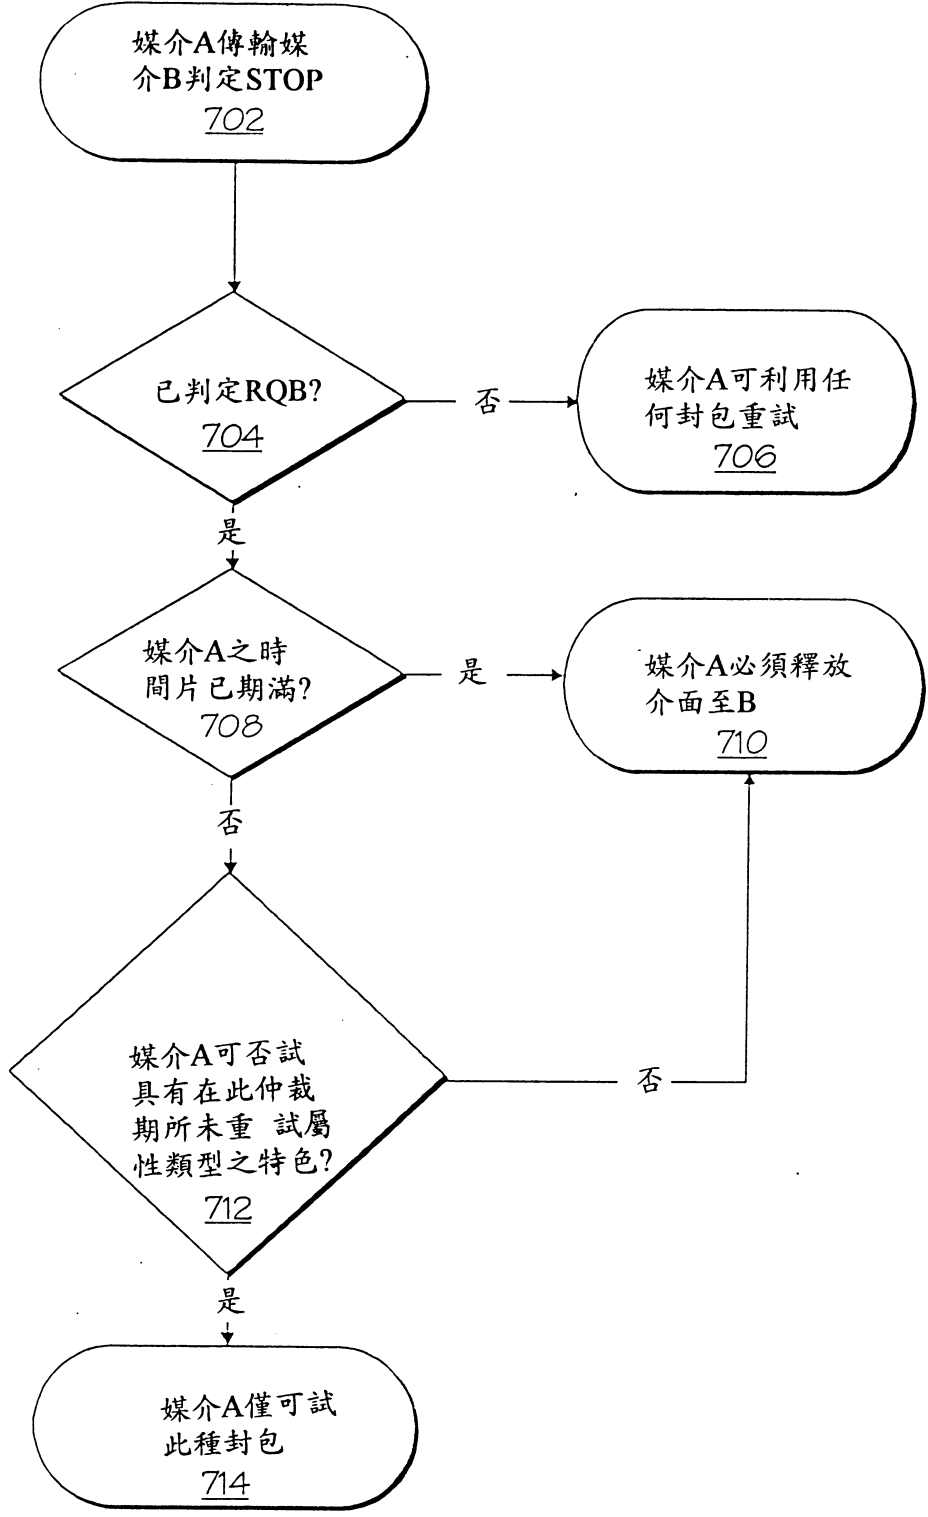 媒介A傳輸媒
介B判定STOP
702
已判定RQB?
704
否
媒介A可利用任
何封包重試
706
是
媒介A之時
間片已期滿?
708
是
媒介A必須釋放
介面至B
710
否
媒介A可否試
具有在此仲裁
期所未重 試屬
性類型之特色?
712
否
是
媒介A僅可試
此種封包
714